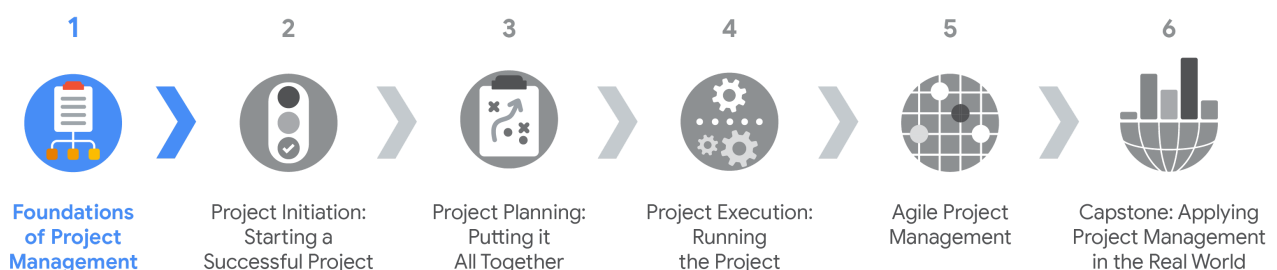 1
2
3
4
5
6
Foundations
of Project
Management
Project Initiation:
Starting a
Successful Project
Project Planning:
Putting it
All Together
Project Execution:
Running
the Project
Agile Project
Management
Capstone: Applying
Project Management
in the Real World